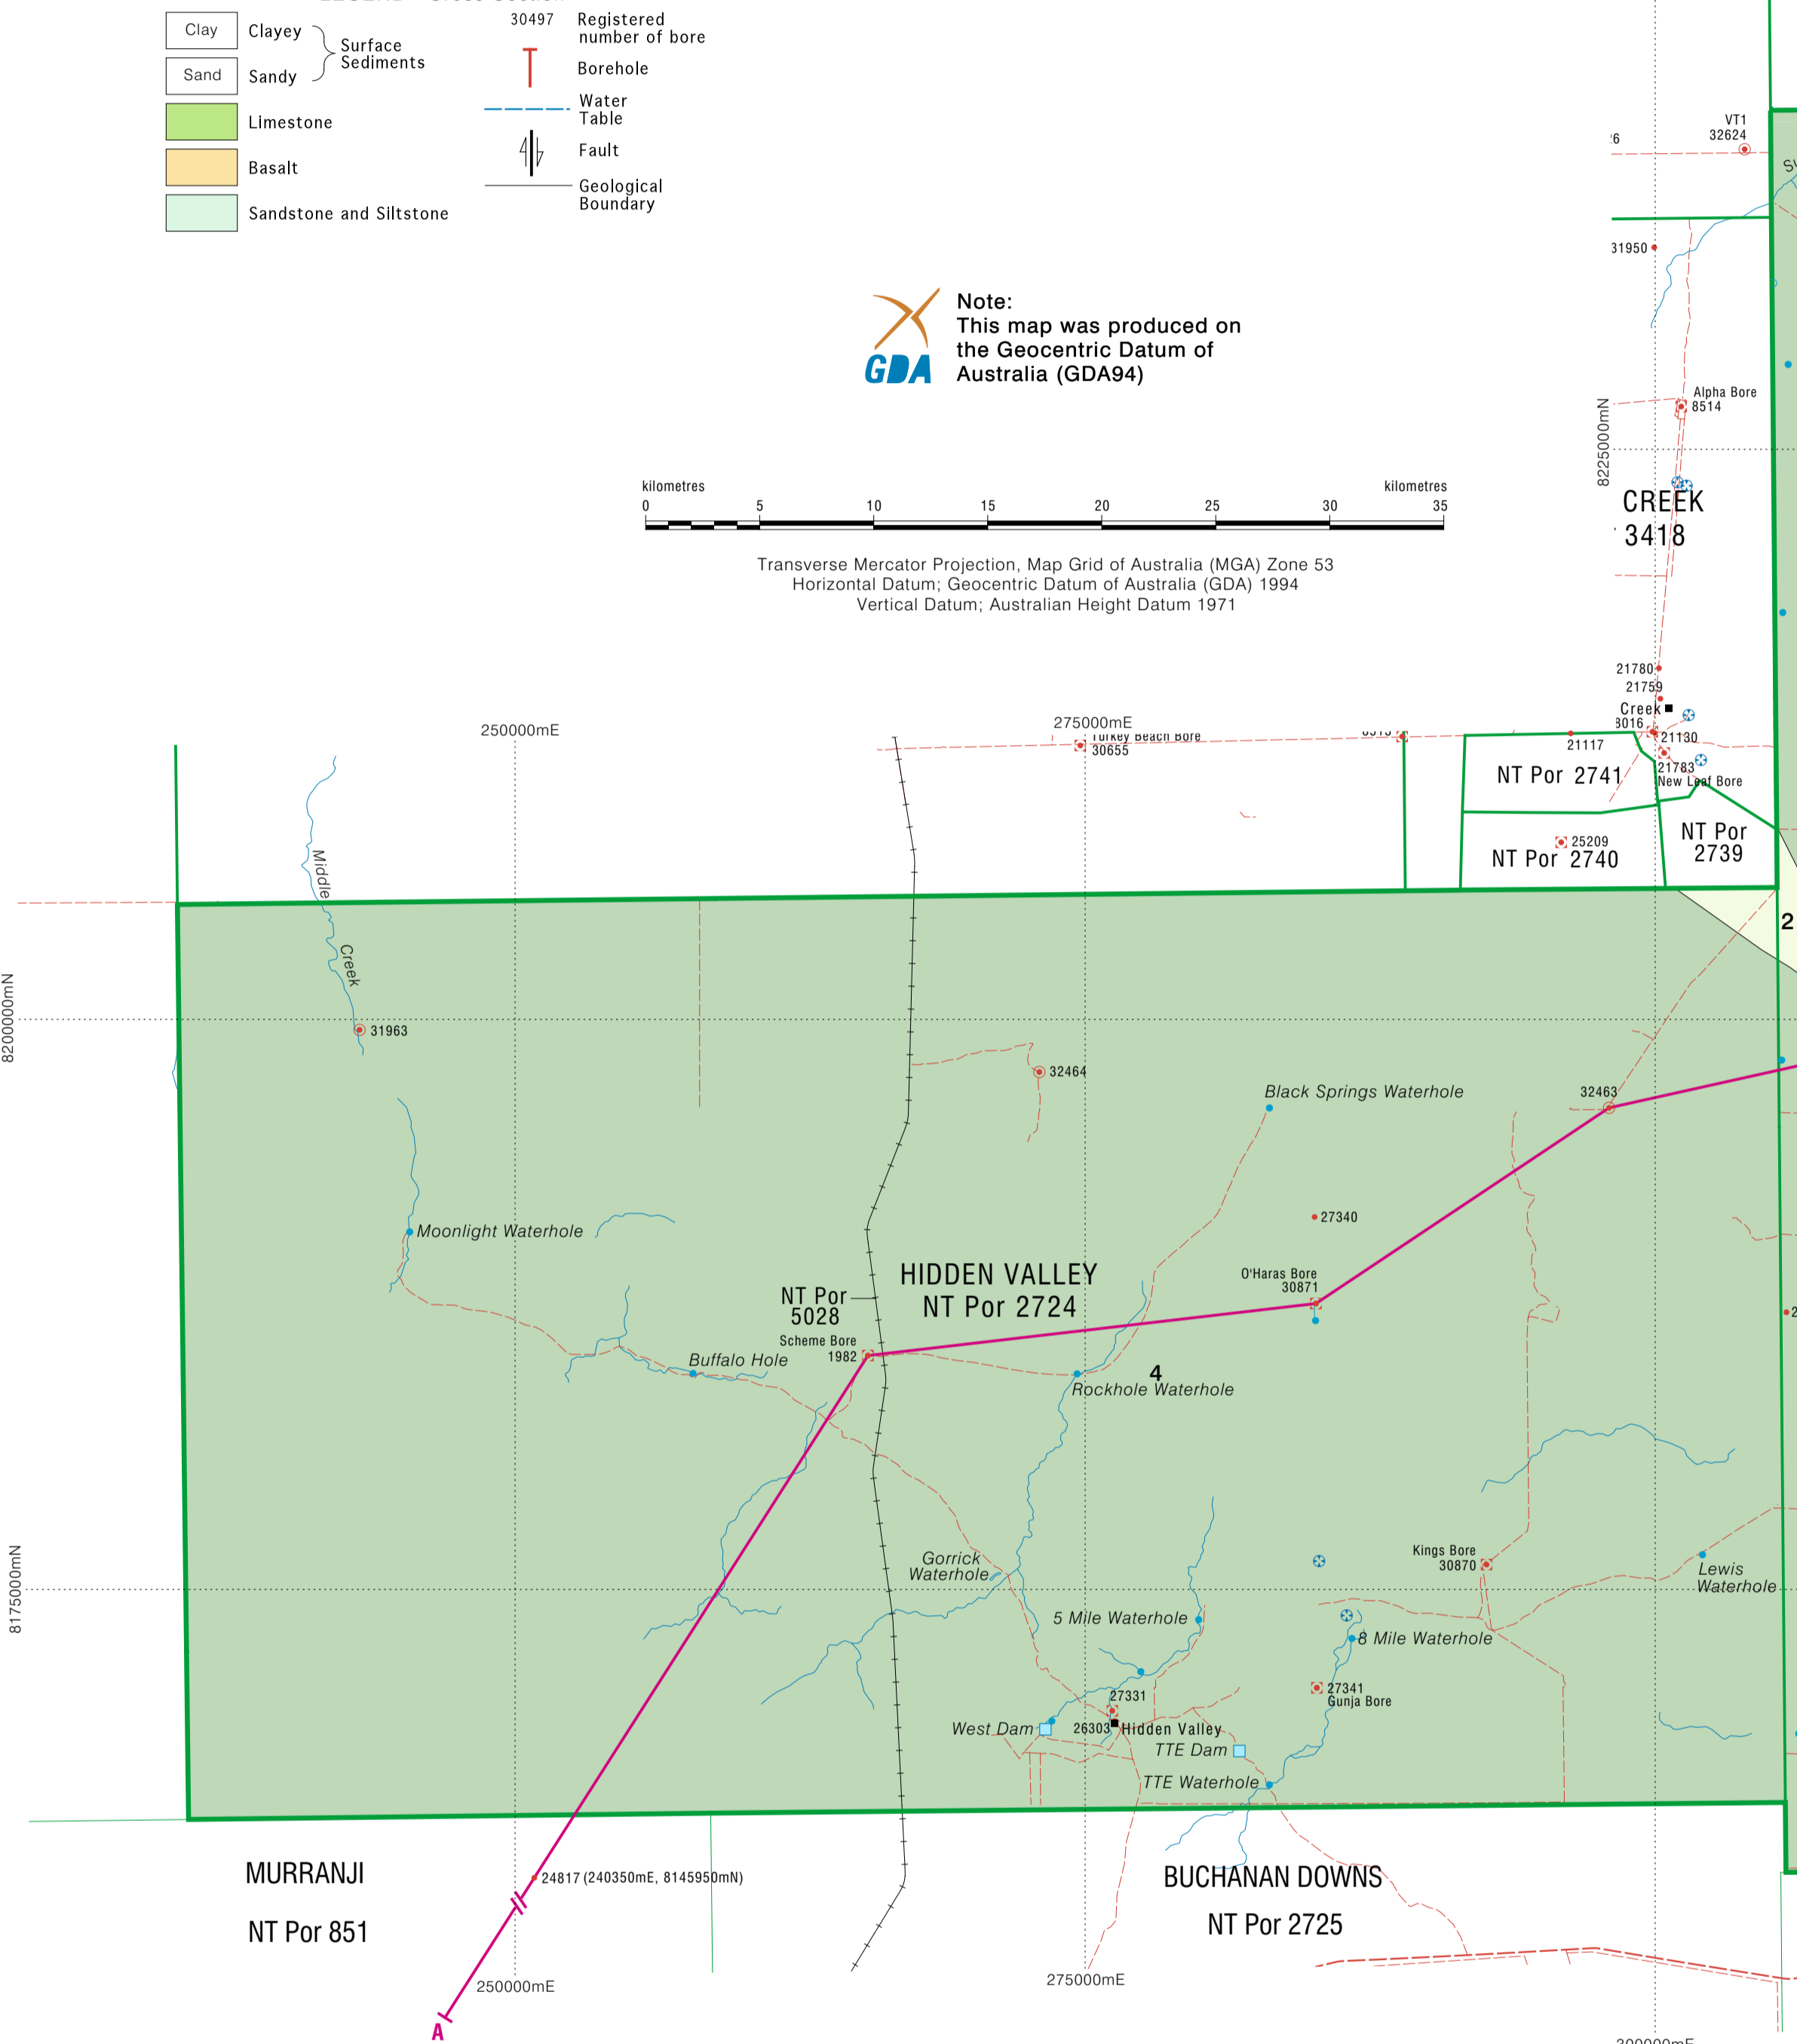 Clay
Clayey
Sand
Sandy
Surface
Sediments
Limestone
Basalt
Sandstone and Siltstone
30497
Registered
number of bore
Borehole
Water
Table
Fault
Geological
Boundary
GDA
Note:
This map was produced on
the Geocentric Datum of
Australia (GDA94)
kilometres
kilometres
0 5 10 15 20 25 30 35
Transverse Mercator Projection, Map Grid of Australia (MGA) Zone 53
Horizontal Datum; Geocentric Datum of Australia (GDA) 1994
Vertical Datum; Australian Height Datum 1971
VT1
32624
31950
Alpha Bore
8514
8225000mN
CREEK
3418
21780
21759
Creek
21130
21117
21783
New Leaf Bore
NT Por 2741
25209
NT Por 2740
NT Por
2739
2
250000mE
275000mE
Turkey Beach Bore
30655
Middle
Creek
8200000mN
31963
32464
Black Springs Waterhole
32463
Moonlight Waterhole
27340
HIDDEN VALLEY
NT Por 2724
NT Por
5028
O'Haras Bore
30871
Scheme Bore
1982
Buffalo Hole
4
Rockhole Waterhole
8175000mN
Gorrick
Waterhole
Kings Bore
30870
Lewis
Waterhole
5 Mile Waterhole
8 Mile Waterhole
27341
Gunja Bore
27331
West Dam
26303
Hidden Valley
TTE Dam
TTE Waterhole
MURRANJI
NT Por 851
24817 (240350mE, 8145950mN)
BUCHANAN DOWNS
NT Por 2725
250000mE
275000mE
A